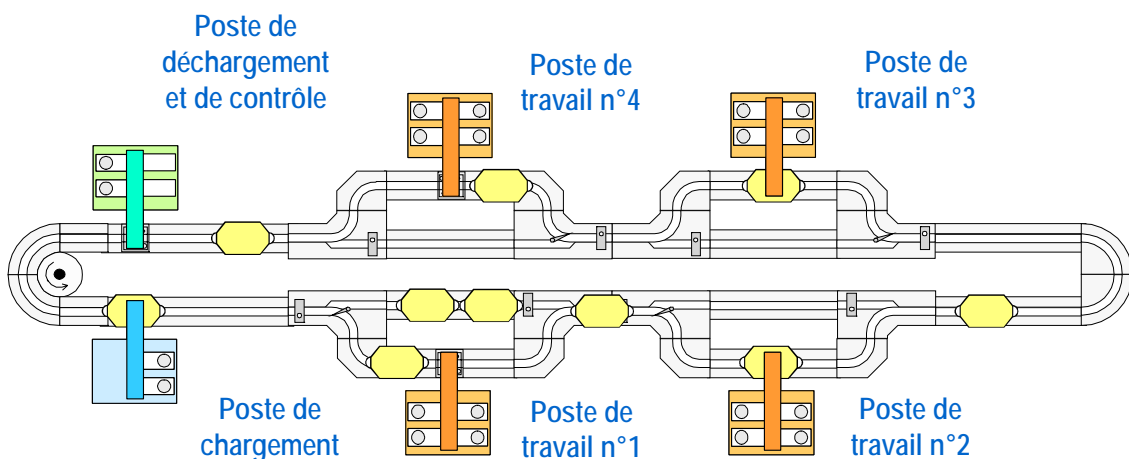 Poste de
déchargement
et de contrôle
Poste de
travail n°4
Poste de
travail n°3
Poste de
chargement
Poste de
travail n°1
Poste de
travail n°2